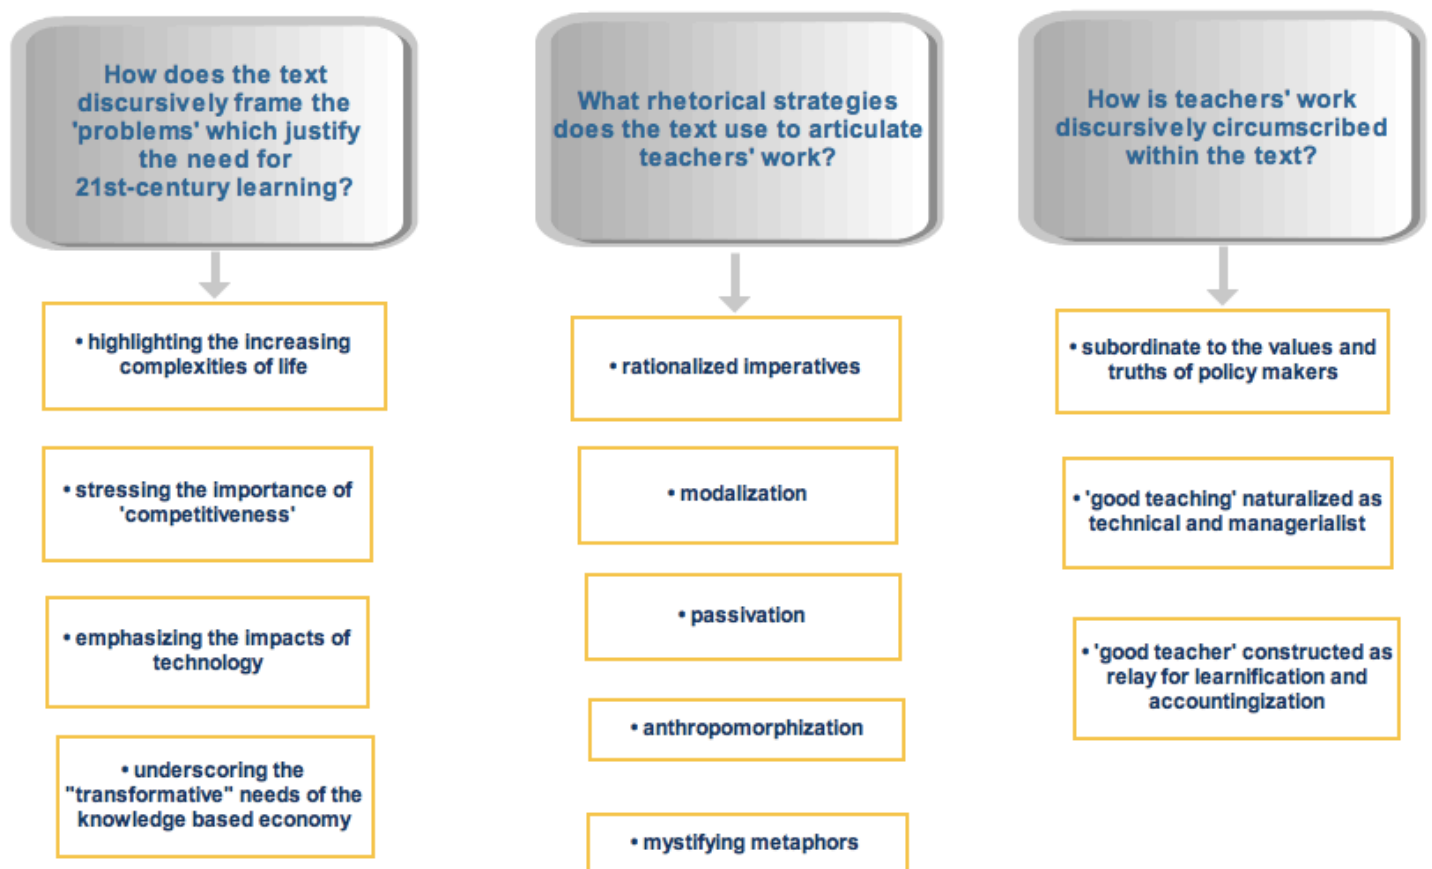 How does the text
discursively frame the
'problems' which justify
the need for
21st-century learning?
• highlighting the increasing
complexities of life
• stressing the importance of
'competitiveness'
• emphasizing the impacts of
technology
• underscoring the
"transformative" needs of the
knowledge based economy
What rhetorical strategies
does the text use to articulate
teachers' work?
• rationalized imperatives
• modalization
• passivation
• anthropomorphization
• mystifying metaphors
How is teachers' work
discursively circumscribed
within the text?
• subordinate to the values and
truths of policy makers
• 'good teaching' naturalized as
technical and managerialist
• 'good teacher' constructed as
relay for learnification and
accountingization